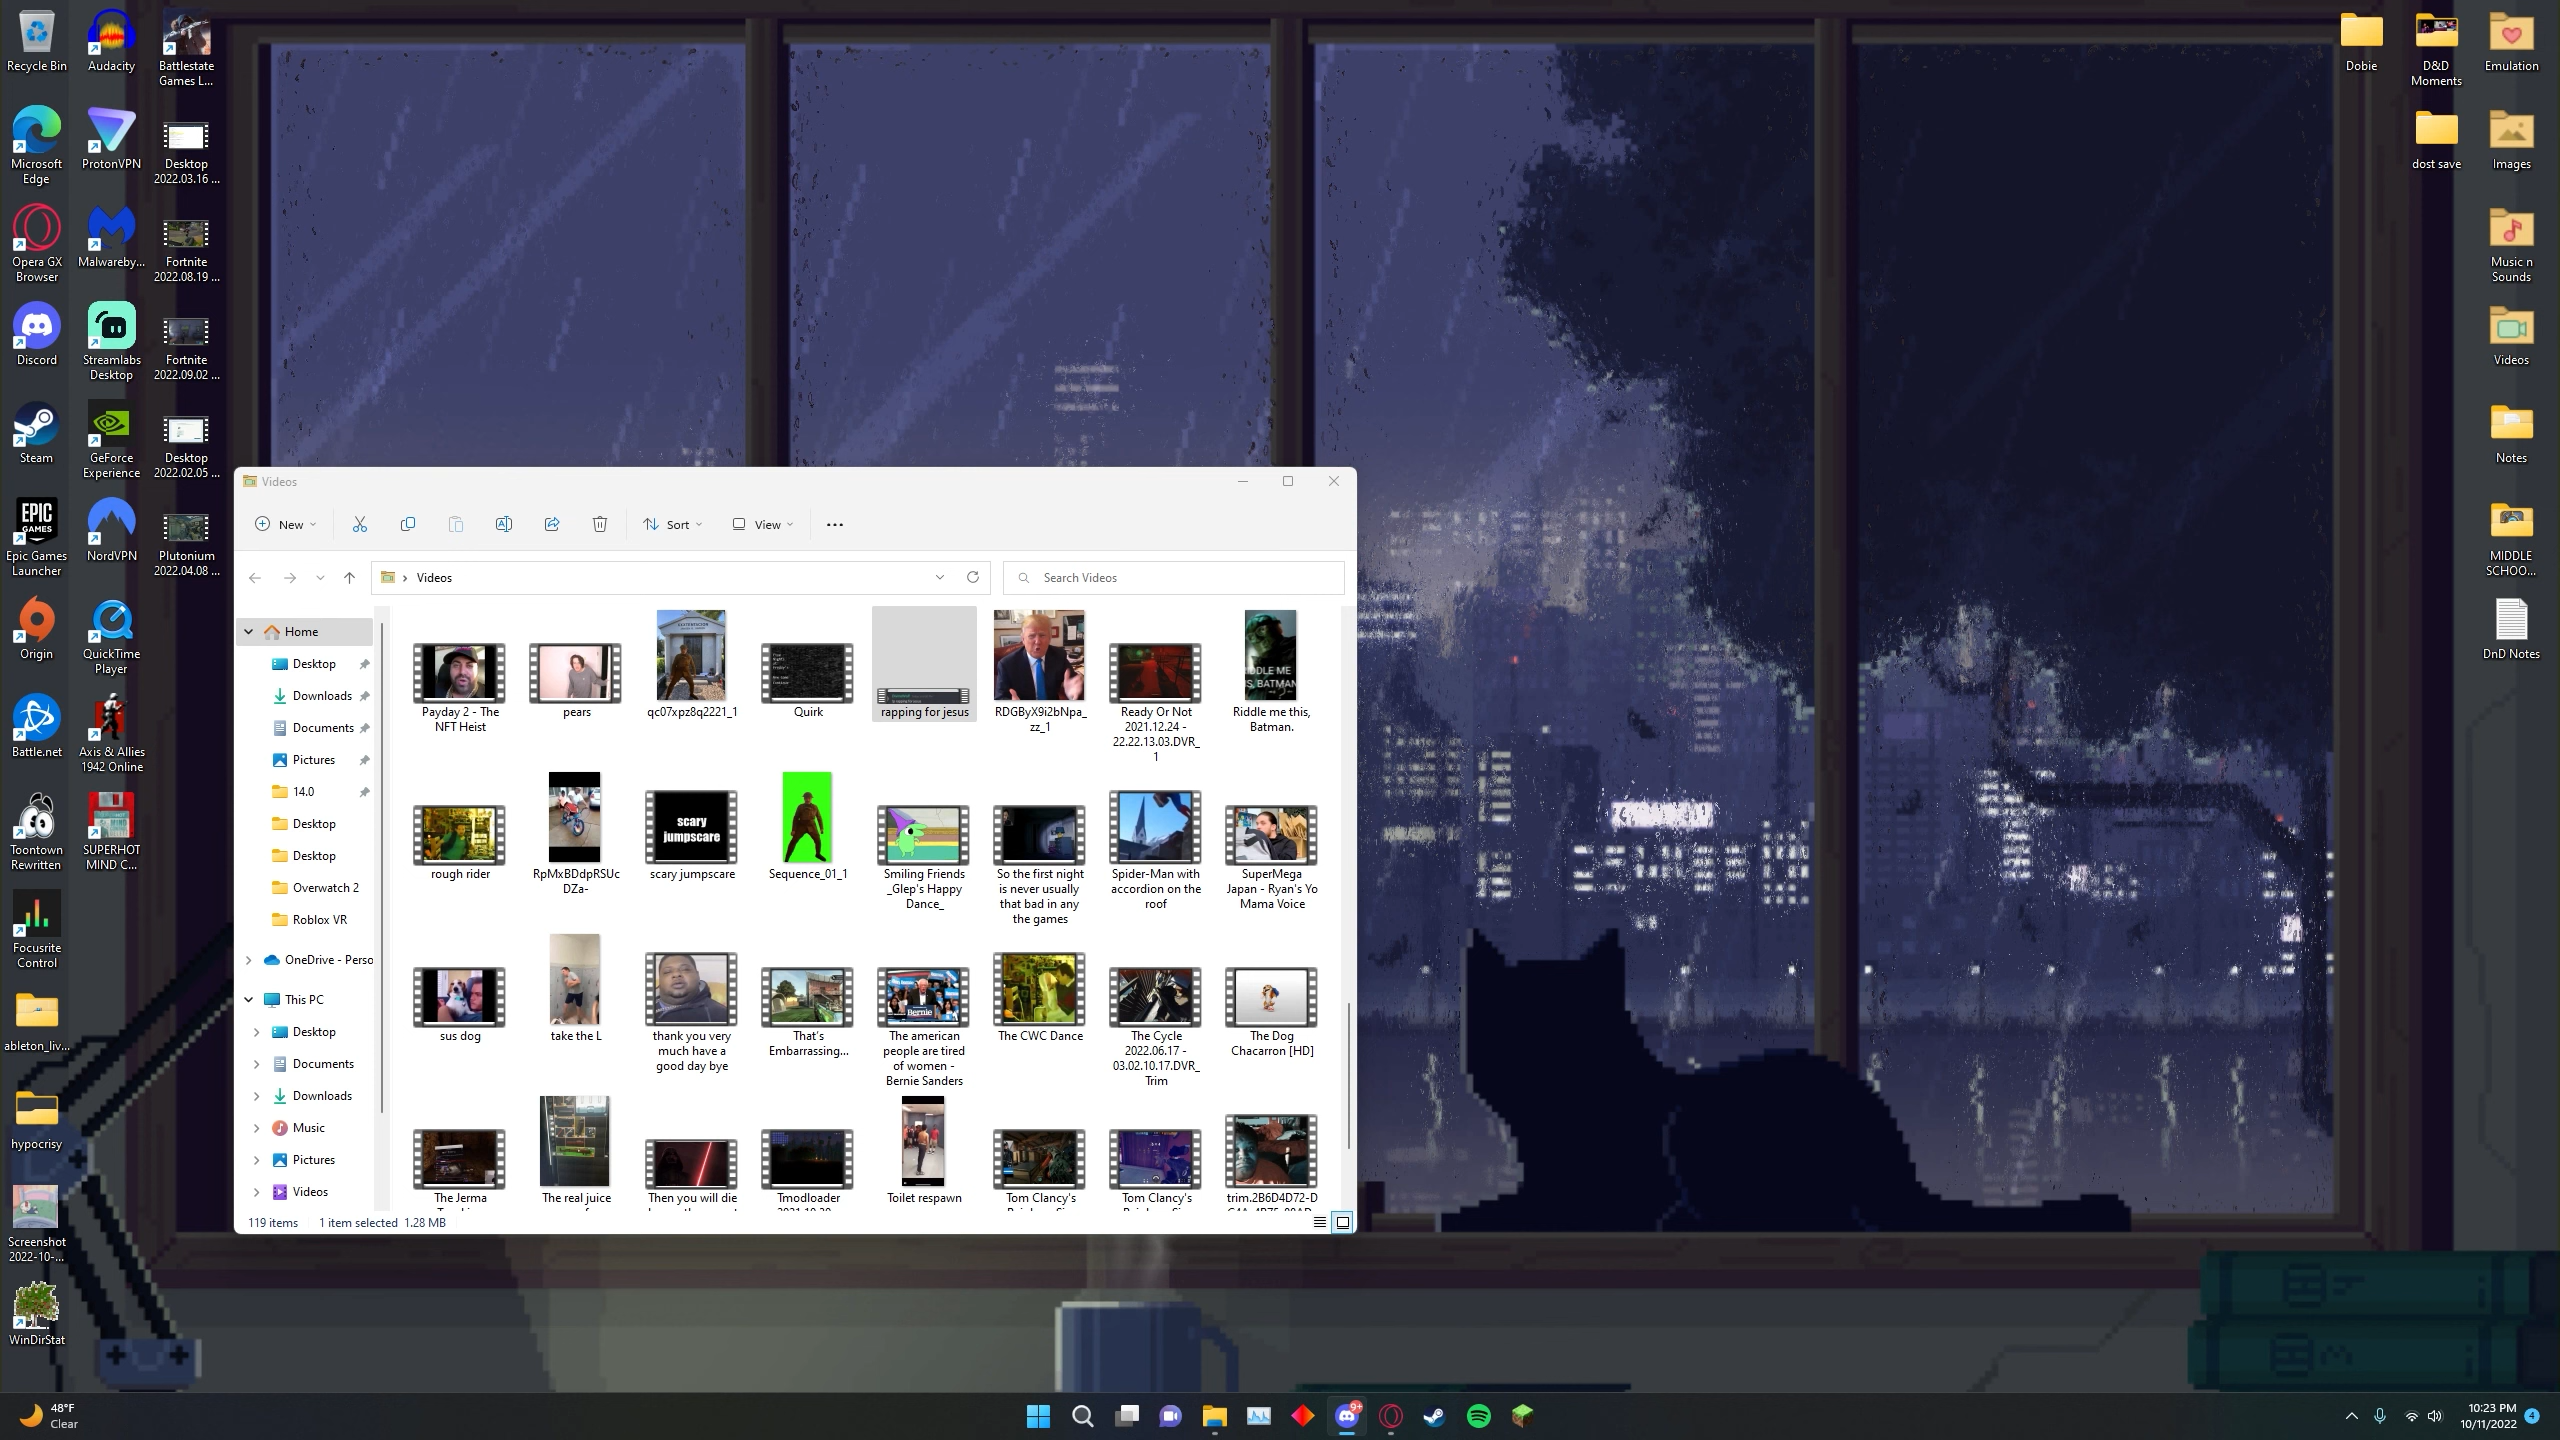 Recycle Bin
Audacity
Battlestate
Games L...
Microsoft
Edge
ProtonVPN
Desktop
2022.03.16 ...
Opera GX
Browser
Malwareby...
Fortnite
2022.08.19 ...
Discord
Streamlabs
Desktop
Fortnite
2022.09.02 ...
Steam
GeForce
Experience
Desktop
2022.02.05 ...
EPIC
GAMES
Epic Games
Launcher
NordVPN
Plutonium
2022.04.08 ...
Origin
QuickTime
Player
Battle.net
Axis & Allies
1942 Online
Toontown
Rewritten
SUPERHOT
MIND C...
Focusrite
Control
ableton_liv...
hypocrisy
Screenshot
2022-10-...
WinDirStat
Dobie
D&D
Moments
Emulation
dost save
Images
Music n
Sounds
Videos
Notes
MIDDLE
SCHOO...
DnD Notes
Videos
New
Sort
View
Videos
Search Videos
Home
Desktop
Downloads
Documents
Pictures
14.0
Desktop
Desktop
Overwatch 2
Roblox VR
OneDrive - Perso
This PC
Desktop
Documents
Downloads
Music
Pictures
Videos
Payday 2 - The
NFT Heist
pears
qc07xpz8q2221_1
Quirk
rapping for jesus
RDGByX9i2bNpa_
zz_1
Ready Or Not
2021.12.24 -
22.22.13.03.DVR_
1
RIDDLE ME
THIS, BATMAN
Riddle me this,
Batman.
rough rider
RpMxBDdpRSUc
DZa-
scary
jumpscare
scary jumpscare
Sequence_01_1
Smiling Friends
_Glep's Happy
Dance_
So the first night
is never usually
that bad in any
the games
Spider-Man with
accordion on the
roof
SuperMega
Japan - Ryan's Yo
Mama Voice
sus dog
take the L
thank you very
much have a
good day bye
That's
Embarrassing...
Bernie
The american
people are tired
of women -
Bernie Sanders
The CWC Dance
The Cycle
2022.06.17 -
03.02.10.17.DVR_
Trim
The Dog
Chacarron [HD]
The Jerma
The real juice
Then you will die
Tmodloader
Toilet respawn
Tom Clancy's
Tom Clancy's
trim.2B6D4D72-D
119 items
1 item selected 1.28 MB
48°F
Clear
9+
10:23 PM
10/11/2022
4